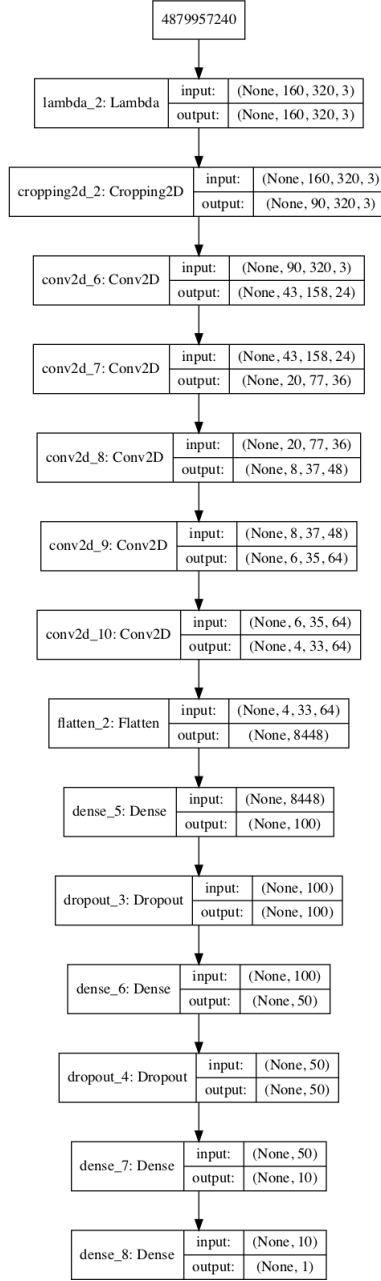 4879957240
lambda_2: Lambda
input: (None, 160, 320, 3)
output: (None, 160, 320, 3)
cropping2d_2: Cropping2D
input: (None, 160, 320, 3)
output: (None, 90, 320, 3)
conv2d_6: Conv2D
input: (None, 90, 320, 3)
output: (None, 43, 158, 24)
conv2d_7: Conv2D
input: (None, 43, 158, 24)
output: (None, 20, 77, 36)
conv2d_8: Conv2D
input: (None, 20, 77, 36)
output: (None, 8, 37, 48)
conv2d_9: Conv2D
input: (None, 8, 37, 48)
output: (None, 6, 35, 64)
conv2d_10: Conv2D
input: (None, 6, 35, 64)
output: (None, 4, 33, 64)
flatten_2: Flatten
input: (None, 4, 33, 64)
output: (None, 8448)
dense_5: Dense
input: (None, 8448)
output: (None, 100)
dropout_3: Dropout
input: (None, 100)
output: (None, 100)
dense_6: Dense
input: (None, 100)
output: (None, 50)
dropout_4: Dropout
input: (None, 50)
output: (None, 50)
dense_7: Dense
input: (None, 50)
output: (None, 10)
dense_8: Dense
input: (None, 10)
output: (None, 1)